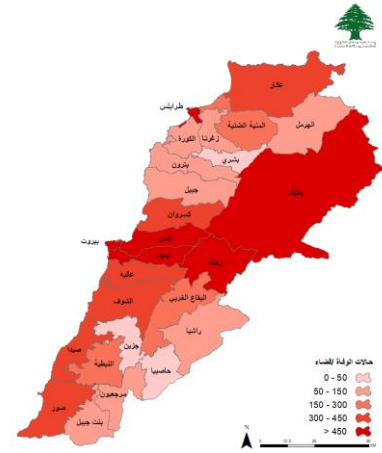 عكار
طرابلس
المنية الضنية
الهرمل
زغرتا
الكورة
بشري
بترون
بعلبك
جبيل
كسروان
المتن
بيروت
بعبدا
زحلة
عاليه
البقاع الغربي
الشوف
راشيا
جزين
صيدا
حاصبيا
النبطية
مرجعيون
صور
بنت جبيل
حالات الوفاة /قضاء
0 - 50
50 - 150
150 - 300
300 - 450
> 450
N